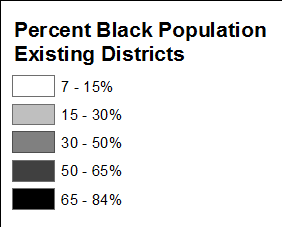 Percent Black Population
Existing Districts
7 - 15%
15 - 30%
30 - 50%
50 - 65%
65 - 84%